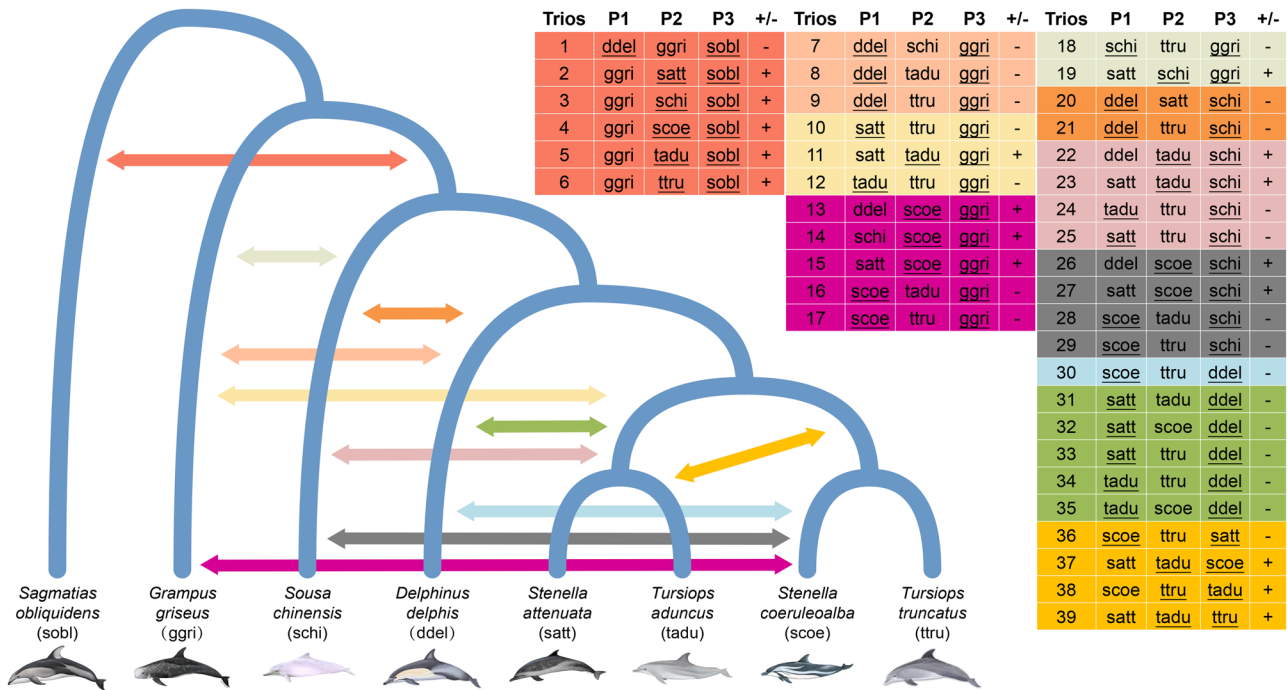 Trios P1 P2 P3 +/-
1 ddel ggri sobl -
2 ggri satt sobl +
3 ggri schi sobl +
4 ggri scoe sobl +
5 ggri tadu sobl +
6 ggri ttru sobl +
Trios P1 P2 P3 +/-
7 ddel schi ggri -
8 ddel tadu ggri -
9 ddel ttru ggri -
10 satt ttru ggri -
11 satt tadu ggri +
12 tadu ttru ggri -
13 ddel scoe ggri +
14 schi scoe ggri +
15 satt scoe ggri +
16 scoe tadu ggri -
17 scoe ttru ggri -
Trios P1 P2 P3 +/-
18 schi ttru ggri -
19 satt schi ggri +
20 ddel satt schi -
21 ddel ttru schi -
22 ddel tadu schi +
23 satt tadu schi +
24 tadu ttru schi -
25 satt ttru schi -
26 ddel scoe schi +
27 satt scoe schi +
28 scoe tadu schi -
29 scoe ttru schi -
30 scoe ttru ddel -
31 satt tadu ddel -
32 satt scoe ddel -
33 satt ttru ddel -
34 tadu ttru ddel -
35 tadu scoe ddel -
36 scoe ttru satt -
37 satt tadu scoe +
38 scoe ttru tadu +
39 satt tadu ttru +
Sagmatias
obliquidens
(sobl)
Grampus
griseus
（ggri）
Sousa
chinensis
(schi)
Delphinus
delphis
（ddel）
Stenella
attenuata
(satt)
Tursiops
aduncus
(tadu)
Stenella
coeruleoalba
(scoe)
Tursiops
truncatus
(ttru)